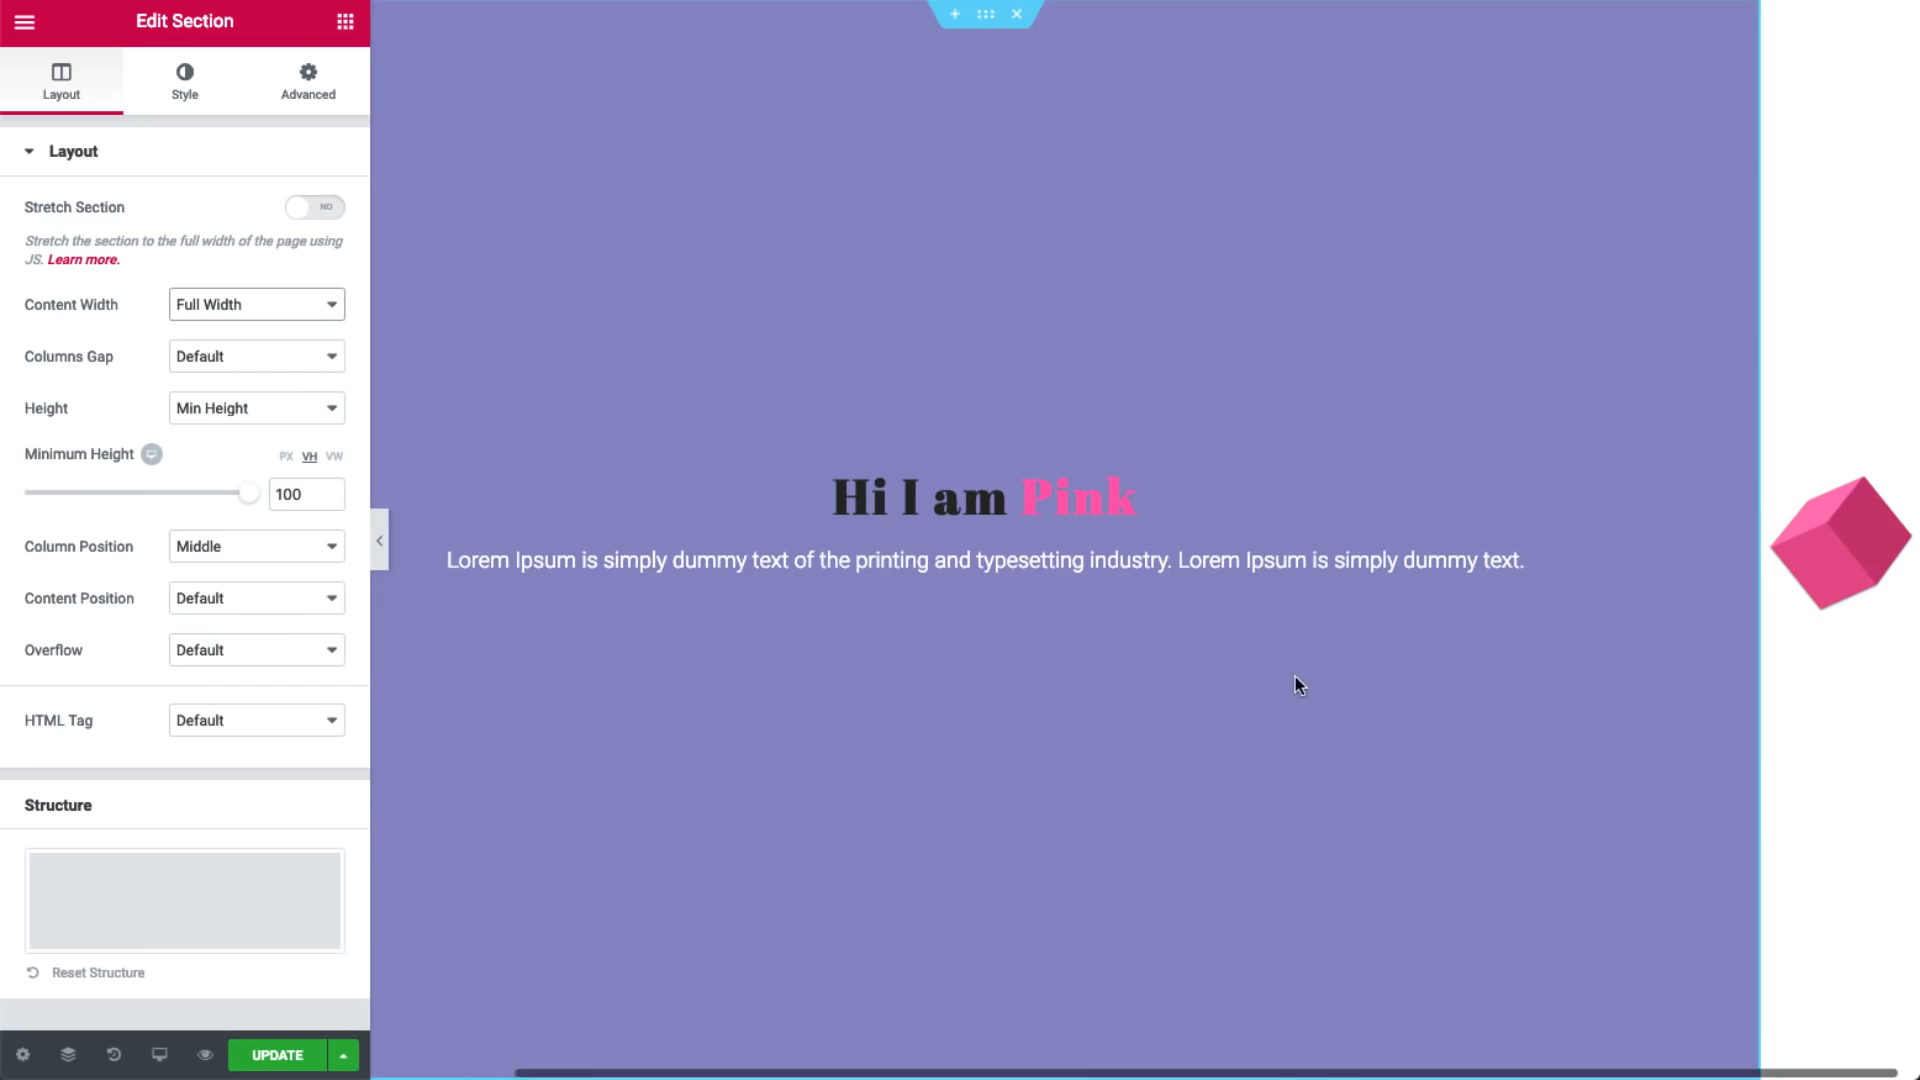 Edit Section
Layout
Style
Advanced
Layout
Stretch Section
NO
Stretch the section to the full width of the page using
JS. Learn more.
Content Width
Full Width
Columns Gap
Default
Height
Min Height
Minimum Height
PX VH VW
100
Column Position
Middle
Content Position
Default
Overflow
Default
HTML Tag
Default
Structure
Reset Structure
UPDATE
Hi I am Pink
Lorem Ipsum is simply dummy text of the printing and typesetting industry. Lorem Ipsum is simply dummy text.